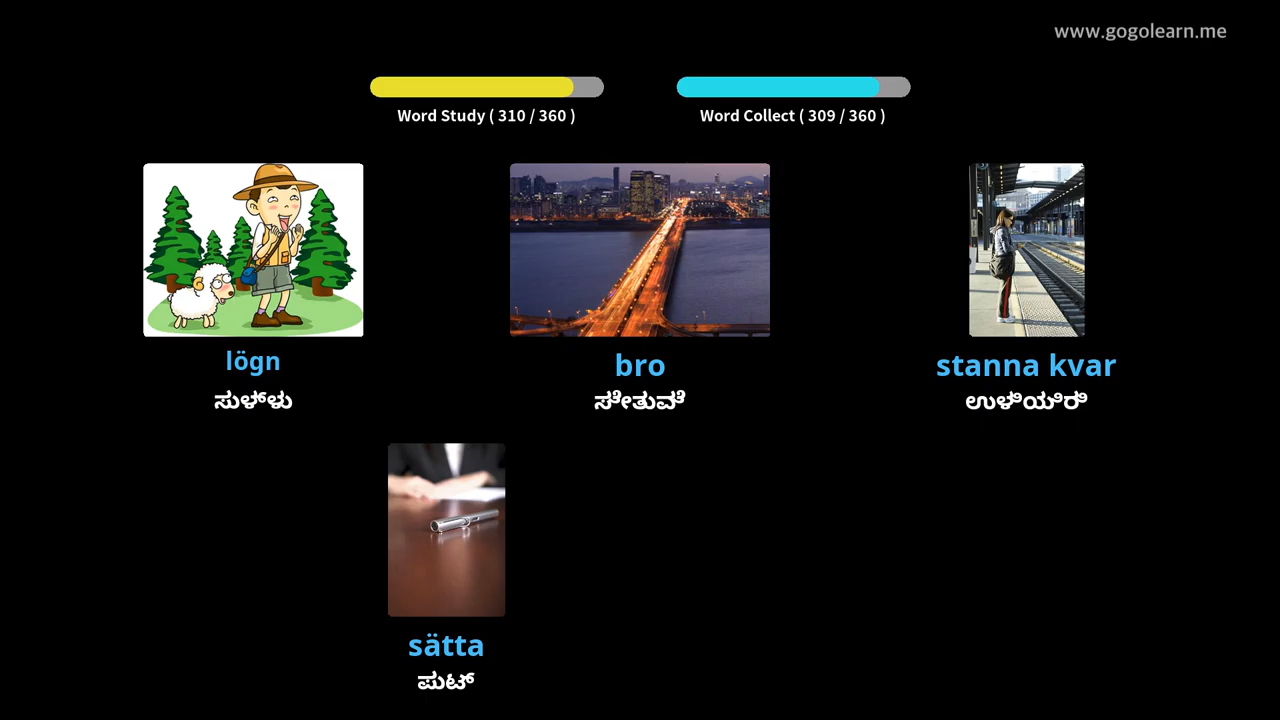 www.gogolearn.me
Word Study ( 310 / 360 )
Word Collect ( 309 / 360 )
lögn
ಸುಳ್ಳು
bro
ಸೇತುವೆ
stanna kvar
ಉಳಿಯಿರಿ
sätta
ಪುಟ್